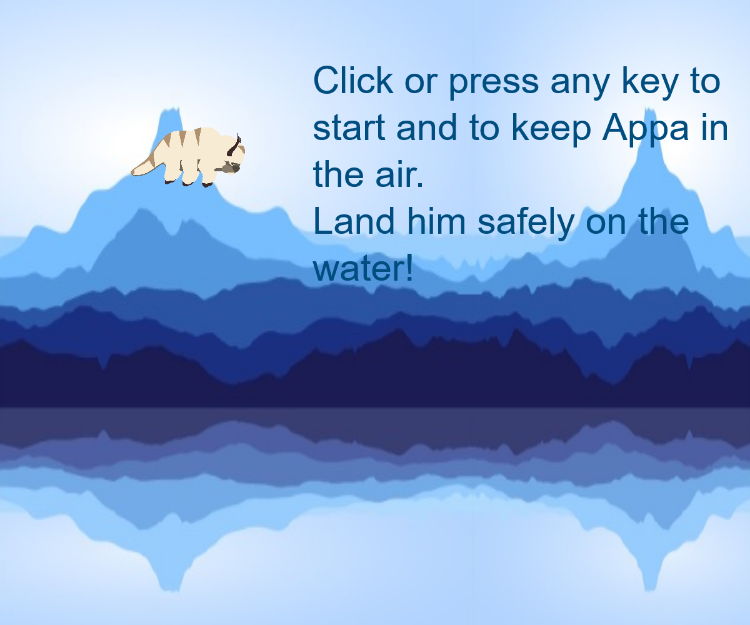 Click or press any key to
start and to keep Appa in
the air.
Land him safely on the
water!